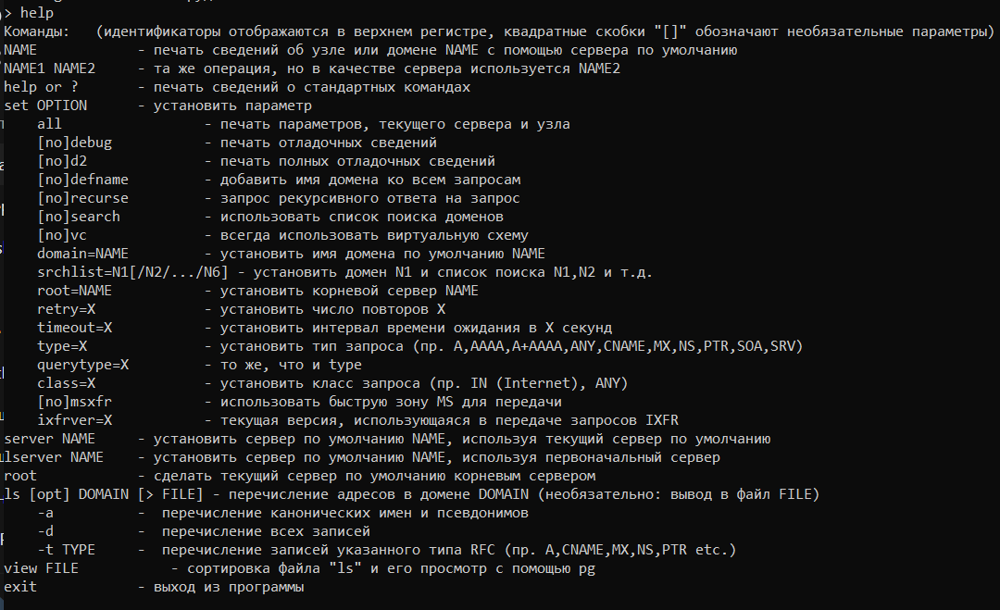 > help
Команды:   (идентификаторы отображаются в верхнем регистре, квадратные скобки "[]" обозначают необязательные параметры)
NAME            - печать сведений об узле или домене NAME с помощью сервера по умолчанию
NAME1 NAME2     - та же операция, но в качестве сервера используется NAME2
help or ?       - печать сведений о стандартных командах
set OPTION      - установить параметр
    all                 - печать параметров, текущего сервера и узла
    [no]debug           - печать отладочных сведений
    [no]d2              - печать полных отладочных сведений
    [no]defname         - добавить имя домена ко всем запросам
    [no]recurse         - запрос рекурсивного ответа на запрос
    [no]search          - использовать список поиска доменов
    [no]vc              - всегда использовать виртуальную схему
    domain=NAME         - установить имя домена по умолчанию NAME
    srchlist=N1[/N2/.../N6] - установить домен N1 и список поиска N1,N2 и т.д.
    root=NAME           - установить корневой сервер NAME
    retry=X             - установить число повторов X
    timeout=X           - установить интервал времени ожидания в X секунд
    type=X              - установить тип запроса (пр. A,AAAA,A+AAAA,ANY,CNAME,MX,NS,PTR,SOA,SRV)
    querytype=X         - то же, что и type
    class=X             - установить класс запроса (пр. IN (Internet), ANY)
    [no]msxfr           - использовать быструю зону MS для передачи
    ixfrver=X           - текущая версия, использующаяся в передаче запросов IXFR
server NAME     - установить сервер по умолчанию NAME, используя текущий сервер по умолчанию
lserver NAME    - установить сервер по умолчанию NAME, используя первоначальный сервер
root            - сделать текущий сервер по умолчанию корневым сервером
ls [opt] DOMAIN [> FILE] - перечисление адресов в домене DOMAIN (необязательно: вывод в файл FILE)
    -a          -  перечисление канонических имен и псевдонимов
    -d          -  перечисление всех записей
    -t TYPE     -  перечисление записей указанного типа RFC (пр. A,CNAME,MX,NS,PTR etc.)
view FILE           - сортировка файла "ls" и его просмотр с помощью pg
exit            - выход из программы